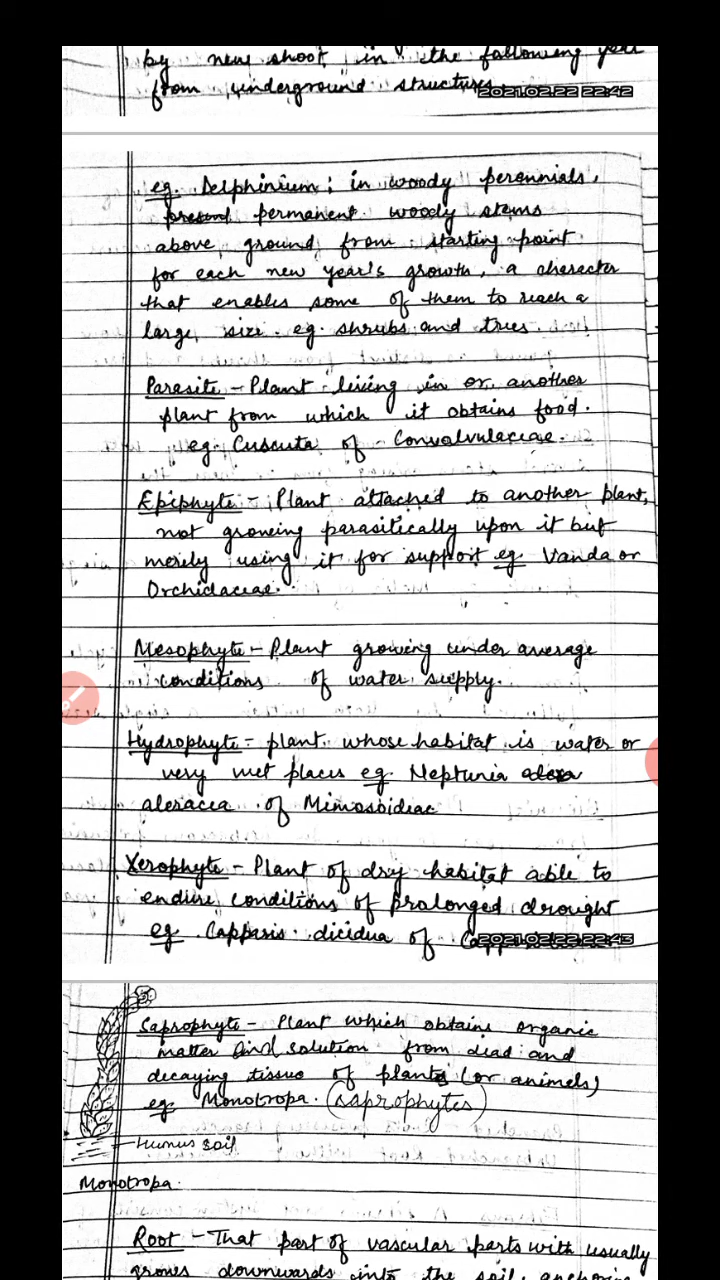 by new shoot in the following year
from underground structures
2021.02.22 22:42
eg. Delphinium; in woody perennials,
permanent woody stems
above ground from starting point
for each new year's growth, a character
that enables some of them to reach a
large size. eg. shrubs and trees.
Parasite - Plant living in or another
plant from which it obtains food.
eg. Cuscuta of Convolvulaceae.
Epiphyte - Plant attached to another plant,
not growing parasitically upon it but
merely using it for support eg Vanda or
Orchidaceae.
Mesophyte - Plant growing under average
conditions of water supply.
Hydrophyte - plant whose habitat is water or
very wet places eg. Neptunia
aleracea of Mimosoideae
Xerophyte - Plant of dry habitat able to
endure conditions of prolonged drought
eg Capparis dicidua of
2021.02.22 22:43
Saprophyte - Plant which obtains organic
matter solution from dead and
decaying tissue of plants (or animals)
eg Monotropa. (saprophytes)
Humus soil
Monotropa.
Root - That part of vascular parts with usually
grows downwards into the soil, anchoring